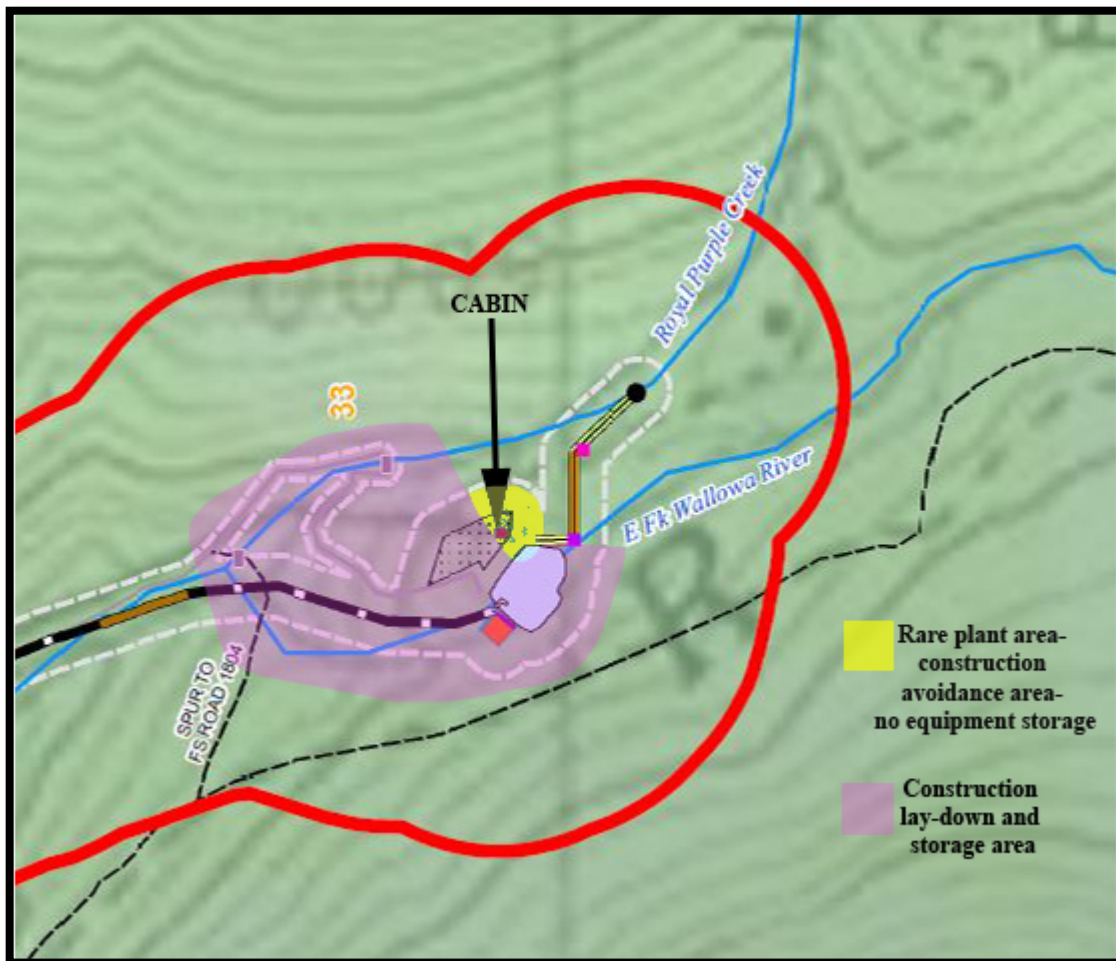 Royal Purple Creek
CABIN
33
E Fk Wallowa River
R
SPUR TO
FS ROAD 1804
Rare plant area-
construction
avoidance area-
no equipment storage
Construction
lay-down and
storage area